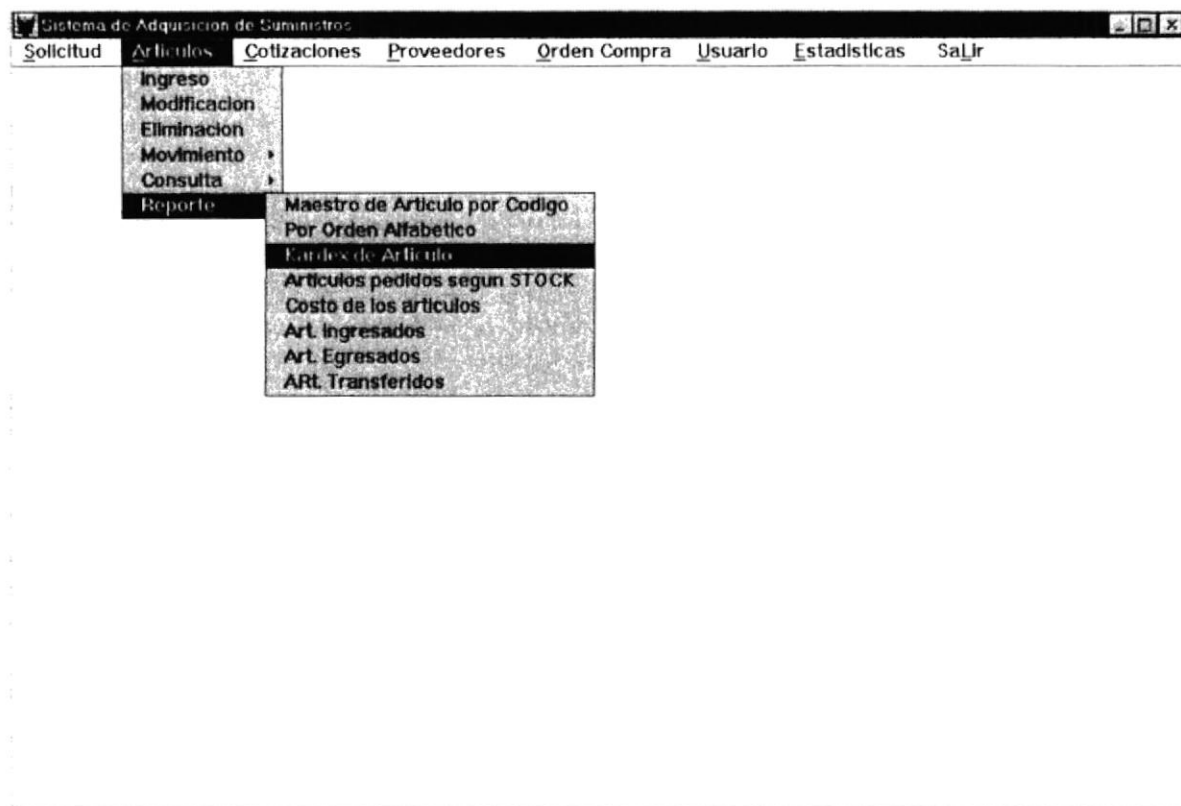 Sistema de Adquisicion de Suministros
Solicitud Articulos Cotizaciones Proveedores Orden Compra Usuario Estadisticas SaLir
Ingreso
Modificacion
Eliminacion
Movimiento
Consulta
Reporte
Maestro de Articulo por Codigo
Por Orden Alfabetico
Kardex de Articulo
Articulos pedidos segun STOCK
Costo de los articulos
Art. Ingresados
Art. Egresados
ARt. Transferidos